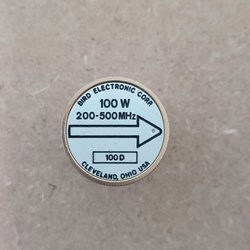 BIRD ELECTRONIC CORP.
100 W
200-500MHz
100D
CLEVELAND, OHIO USA